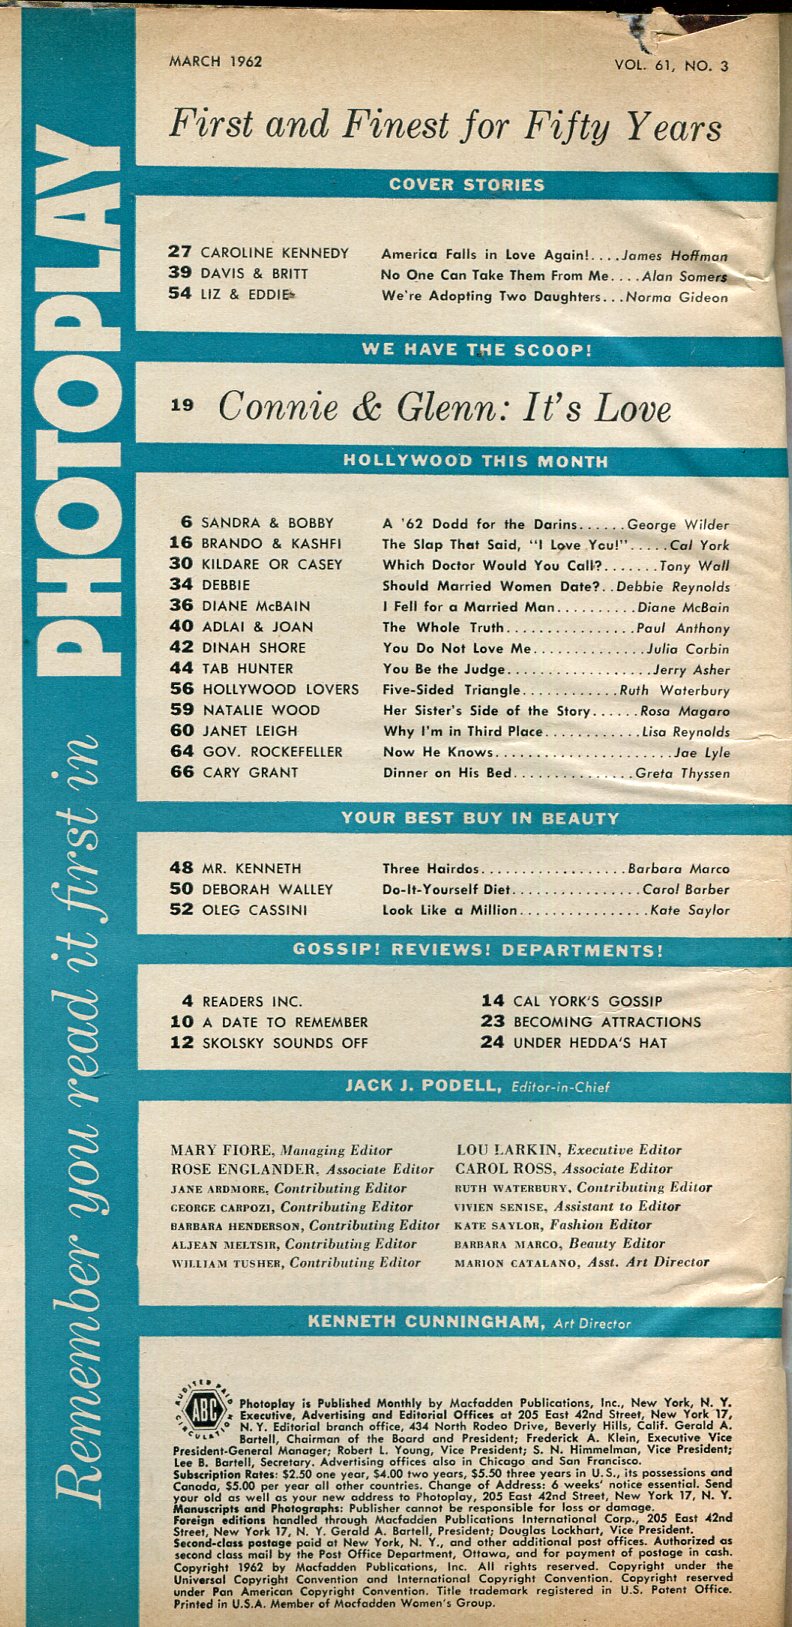 MARCH 1962
VOL. 61, NO. 3
PHOTOPLAY
Remember you read it first in
First and Finest for Fifty Years
COVER STORIES
27 CAROLINE KENNEDY America Falls in Love Again!....James Hoffman
39 DAVIS & BRITT No One Can Take Them From Me....Alan Somers
54 LIZ & EDDIE We're Adopting Two Daughters...Norma Gideon
WE HAVE THE SCOOP!
19 Connie & Glenn: It's Love
HOLLYWOOD THIS MONTH
6 SANDRA & BOBBY A '62 Dodd for the Darins......George Wilder
16 BRANDO & KASHFI The Slap That Said, "I Love You!".....Cal York
30 KILDARE OR CASEY Which Doctor Would You Call?.......Tony Wall
34 DEBBIE Should Married Women Date?..Debbie Reynolds
36 DIANE McBAIN I Fell for a Married Man..........Diane McBain
40 ADLAI & JOAN The Whole Truth................Paul Anthony
42 DINAH SHORE You Do Not Love Me..............Julia Corbin
44 TAB HUNTER You Be the Judge..................Jerry Asher
56 HOLLYWOOD LOVERS Five-Sided Triangle............Ruth Waterbury
59 NATALIE WOOD Her Sister's Side of the Story......Rosa Magaro
60 JANET LEIGH Why I'm in Third Place............Lisa Reynolds
64 GOV. ROCKEFELLER Now He Knows......................Jae Lyle
66 CARY GRANT Dinner on His Bed...............Greta Thyssen
YOUR BEST BUY IN BEAUTY
48 MR. KENNETH Three Hairdos..................Barbara Marco
50 DEBORAH WALLEY Do-It-Yourself Diet................Carol Barber
52 OLEG CASSINI Look Like a Million................Kate Saylor
GOSSIP! REVIEWS! DEPARTMENTS!
4 READERS INC. 14 CAL YORK'S GOSSIP
10 A DATE TO REMEMBER 23 BECOMING ATTRACTIONS
12 SKOLSKY SOUNDS OFF 24 UNDER HEDDA'S HAT
JACK J. PODELL, Editor-in-Chief
MARY FIORE, Managing Editor LOU LARKIN, Executive Editor
ROSE ENGLANDER, Associate Editor CAROL ROSS, Associate Editor
JANE ARDMORE, Contributing Editor RUTH WATERBURY, Contributing Editor
GEORGE CARPOZI, Contributing Editor VIVIEN SENISE, Assistant to Editor
BARBARA HENDERSON, Contributing Editor KATE SAYLOR, Fashion Editor
ALJEAN MELTSIR, Contributing Editor BARBARA MARCO, Beauty Editor
WILLIAM TUSHER, Contributing Editor MARION CATALANO, Asst. Art Director
KENNETH CUNNINGHAM, Art Director
AUDITED PAID
ABC
CIRCULATION
Photoplay is Published Monthly by Macfadden Publications, Inc., New York, N. Y.
Executive, Advertising and Editorial Offices at 205 East 42nd Street, New York 17,
N. Y. Editorial branch office, 434 North Rodeo Drive, Beverly Hills, Calif. Gerald A.
Bartell, Chairman of the Board and President; Frederick A. Klein, Executive Vice
President-General Manager; Robert L. Young, Vice President; S. N. Himmelman, Vice President;
Lee B. Bartell, Secretary. Advertising offices also in Chicago and San Francisco.
Subscription Rates: $2.50 one year, $4.00 two years, $5.50 three years in U. S., its possessions and
Canada, $5.00 per year all other countries. Change of Address: 6 weeks' notice essential. Send
your old as well as your new address to Photoplay, 205 East 42nd Street, New York 17, N. Y.
Manuscripts and Photographs: Publisher cannot be responsible for loss or damage.
Foreign editions handled through Macfadden Publications International Corp., 205 East 42nd
Street, New York 17, N. Y. Gerald A. Bartell, President; Douglas Lockhart, Vice President.
Second-class postage paid at New York, N. Y., and other additional post offices. Authorized as
second class mail by the Post Office Department, Ottawa, and for payment of postage in cash.
Copyright 1962 by Macfadden Publications, Inc. All rights reserved. Copyright under the
Universal Copyright Convention and International Copyright Convention. Copyright reserved
under Pan American Copyright Convention. Title trademark registered in U.S. Patent Office.
Printed in U.S.A. Member of Macfadden Women's Group.